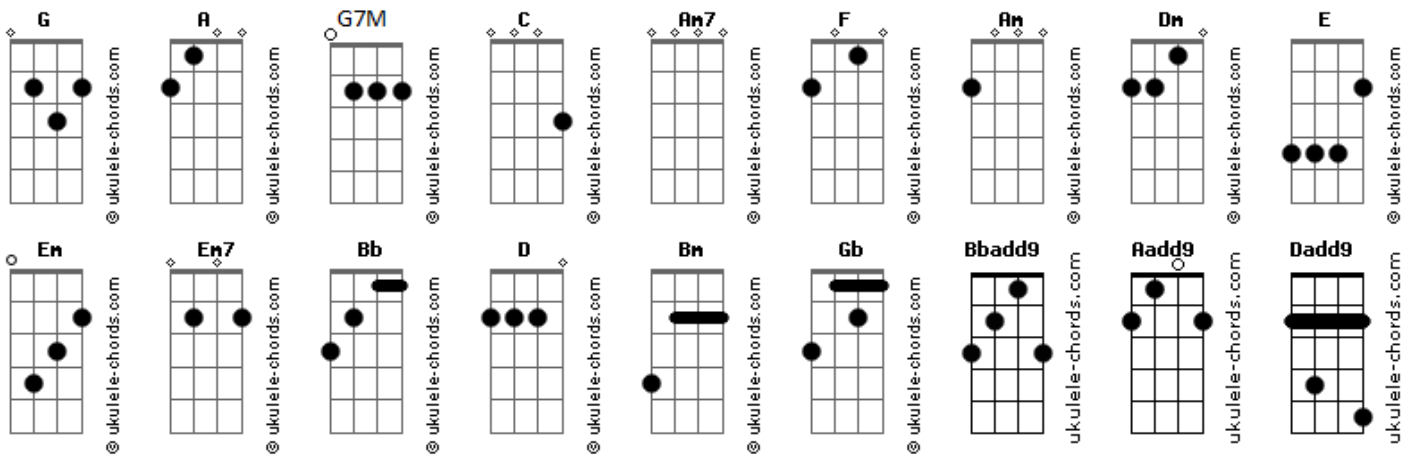 G A G7M C Am7 F Am Dm E
© ukulele-chords.com © ukulele-chords.com © ukulele-chords.com © ukulele-chords.com © ukulele-chords.com © ukulele-chords.com © ukulele-chords.com © ukulele-chords.com © ukulele-chords.com
Em Em7 Bb D Bm Gb Bbadd9 Aadd9 Dadd9
© ukulele-chords.com © ukulele-chords.com © ukulele-chords.com © ukulele-chords.com © ukulele-chords.com © ukulele-chords.com ukulele-chords.com ukulele-chords.com ukulele-chords.com